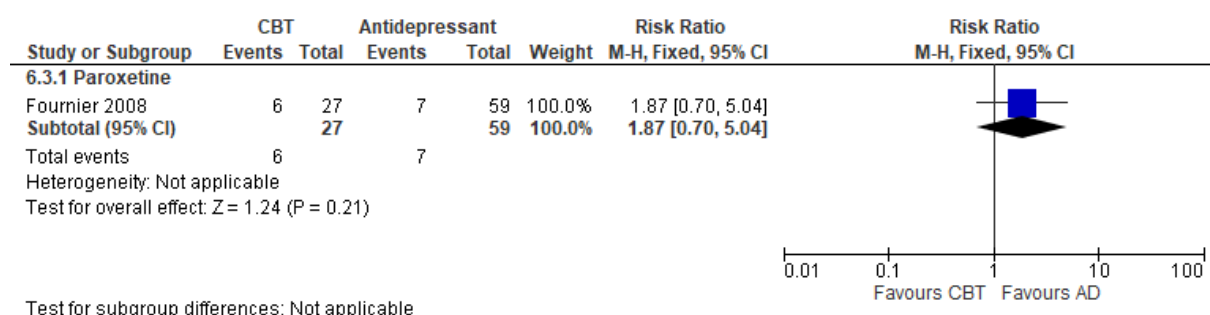 CBT Antidepressant Risk Ratio Risk Ratio
Study or Subgroup Events Total Events Total Weight M-H, Fixed, 95% CI M-H, Fixed, 95% CI
6.3.1 Paroxetine
Fournier 2008 6 27 7 59 100.0% 1.87 [0.70, 5.04]
Subtotal (95% CI) 27 59 100.0% 1.87 [0.70, 5.04]
Total events 6 7
Heterogeneity: Not applicable
Test for overall effect: Z = 1.24 (P = 0.21)
0.01 0.1 1 10 100
Favours CBT Favours AD
Test for subgroup differences: Not applicable